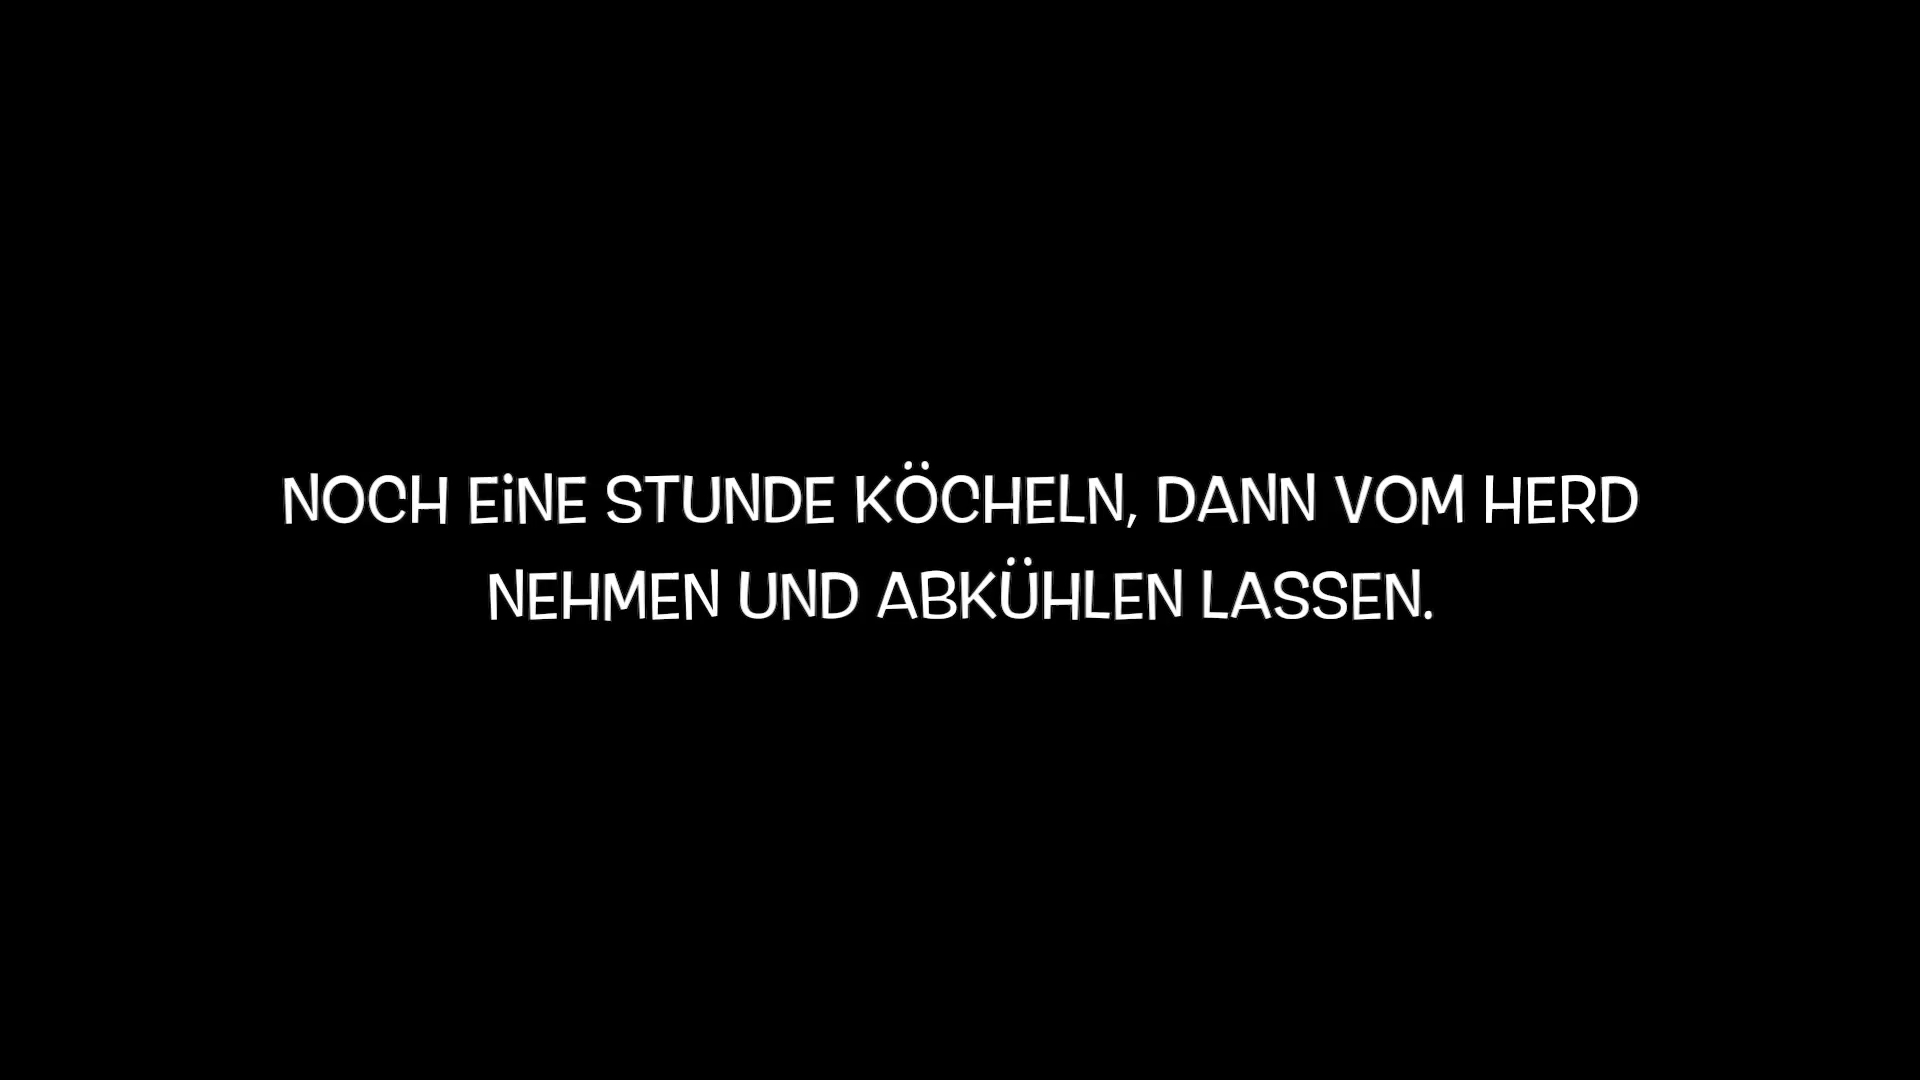 NOCH EiNE STUNDE KÖCHELN, DANN VOM HERD
NEHMEN UND ABKÜHLEN LASSEN.